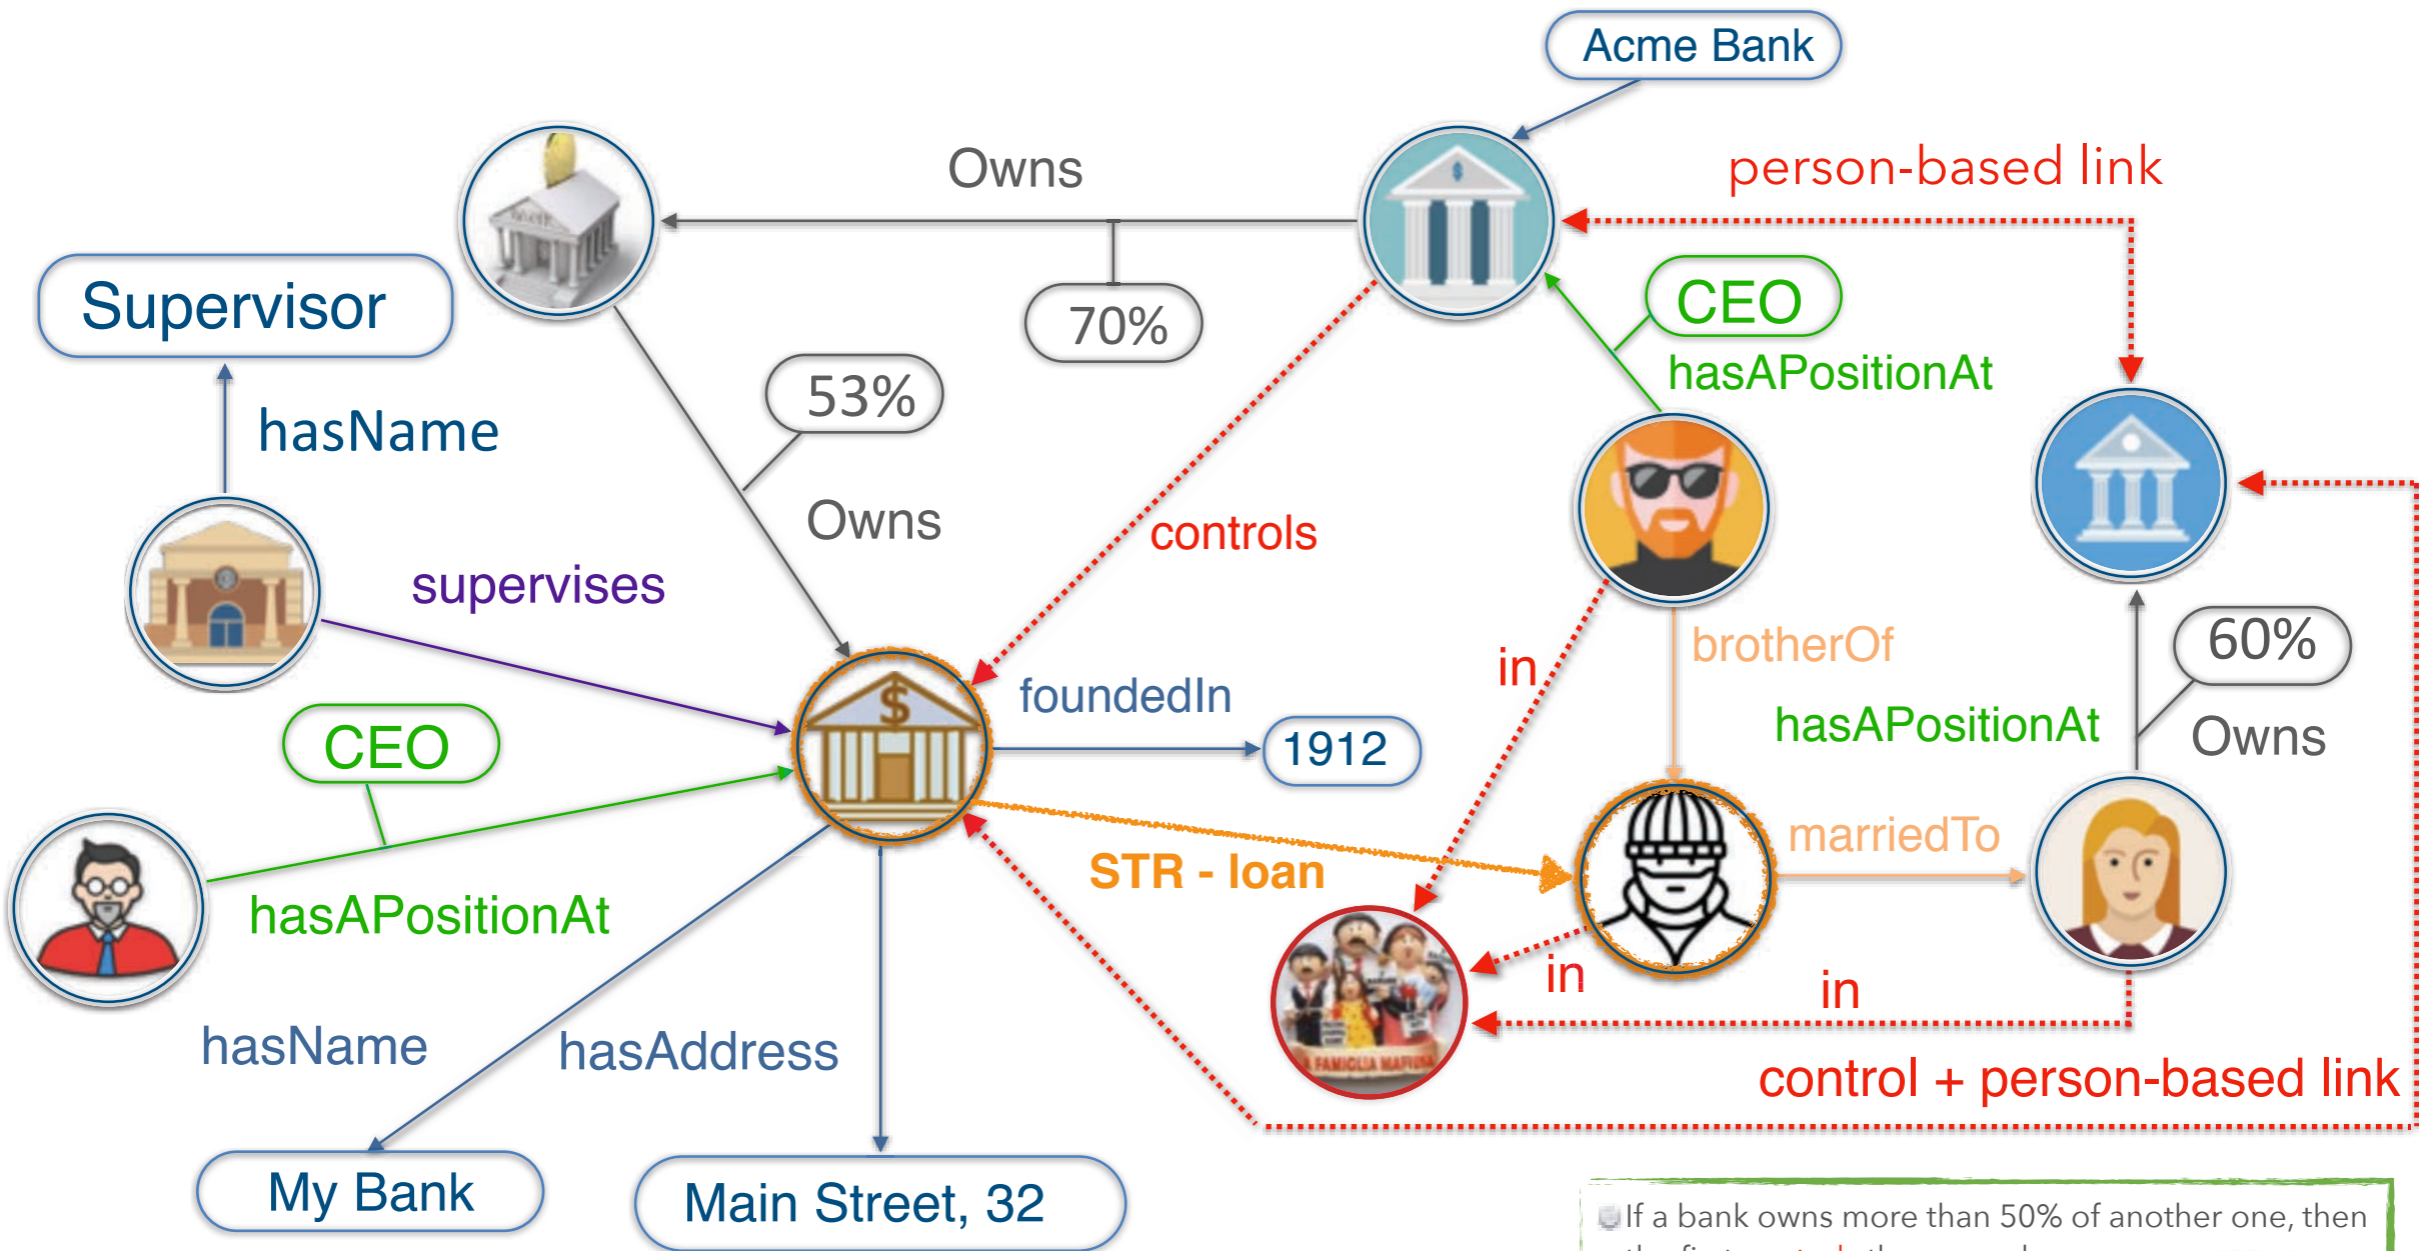 Acme Bank
Owns
person-based link
Supervisor
70%
CEO
hasAPositionAt
53%
hasName
Owns
controls
supervises
brotherOf
60%
in
foundedIn
hasAPositionAt
Owns
CEO
1912
marriedTo
STR - loan
hasAPositionAt
in
in
hasName
hasAddress
FAMIGLIA MAFIOSA
control + person-based link
My Bank
Main Street, 32
If a bank owns more than 50% of another one, then